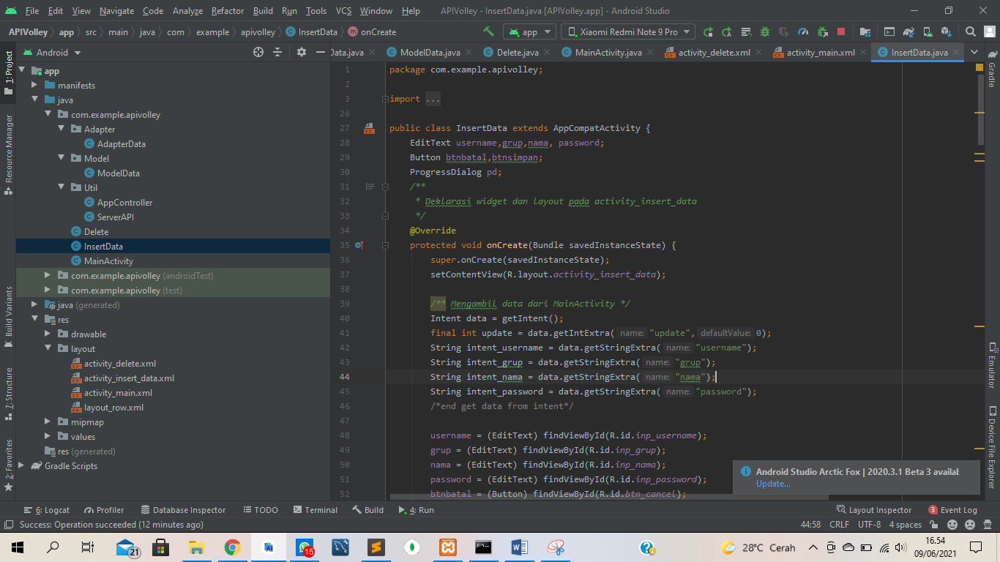 File Edit View Navigate Code Analyze Refactor Build Run Tools VCS Window Help APIVolley - InsertData.java [APIVolley.app] - Android Studio
APIVolley app src main java com example apivolley InsertData onCreate app Xiaomi Redmi Note 9 Pro
Android Data.java ModelData.java Delete.java MainActivity.java activity_delete.xml activity_main.xml InsertData.java
1: Project
Resource Manager
Build Variants
Z: Structure
2: Favorites
app
manifests
java
com.example.apivolley
Adapter
AdapterData
Model
ModelData
Util
AppController
ServerAPI
Delete
InsertData
MainActivity
com.example.apivolley (androidTest)
com.example.apivolley (test)
java (generated)
res
drawable
layout
activity_delete.xml
activity_insert_data.xml
activity_main.xml
layout_row.xml
mipmap
values
res (generated)
Gradle Scripts
1 package com.example.apivolley;
2
3 import ...
26
27 public class InsertData extends AppCompatActivity {
28 EditText username,grup,nama, password;
29 Button btnbatal,btnsimpan;
30 ProgressDialog pd;
31 /**
32 * Deklarasi widget dan layout pada activity_insert_data
33 */
34 @Override
35 protected void onCreate(Bundle savedInstanceState) {
36 super.onCreate(savedInstanceState);
37 setContentView(R.layout.activity_insert_data);
38
39 /** Mengambil data dari MainActivity */
40 Intent data = getIntent();
41 final int update = data.getIntExtra( name: "update", defaultValue: 0);
42 String intent_username = data.getStringExtra( name: "username");
43 String intent_grup = data.getStringExtra( name: "grup");
44 String intent_nama = data.getStringExtra( name: "nama");
45 String intent_password = data.getStringExtra( name: "password");
46 /*end get data from intent*/
47
48 username = (EditText) findViewById(R.id.inp_username);
49 grup = (EditText) findViewById(R.id.inp_grup);
50 nama = (EditText) findViewById(R.id.inp_nama);
51 password = (EditText) findViewById(R.id.inp_password);
52 btnbatal = (Button) findViewById(R.id.btn_cancel);
Gradle
Emulator
Device File Explorer
Android Studio Arctic Fox | 2020.3.1 Beta 3 availal
Update...
6: Logcat Profiler Database Inspector TODO Terminal Build 4: Run Layout Inspector 3 Event Log
Success: Operation succeeded (12 minutes ago) 44:58 CRLF UTF-8 4 spaces
21 15 28°C Cerah 16.54
09/06/2021